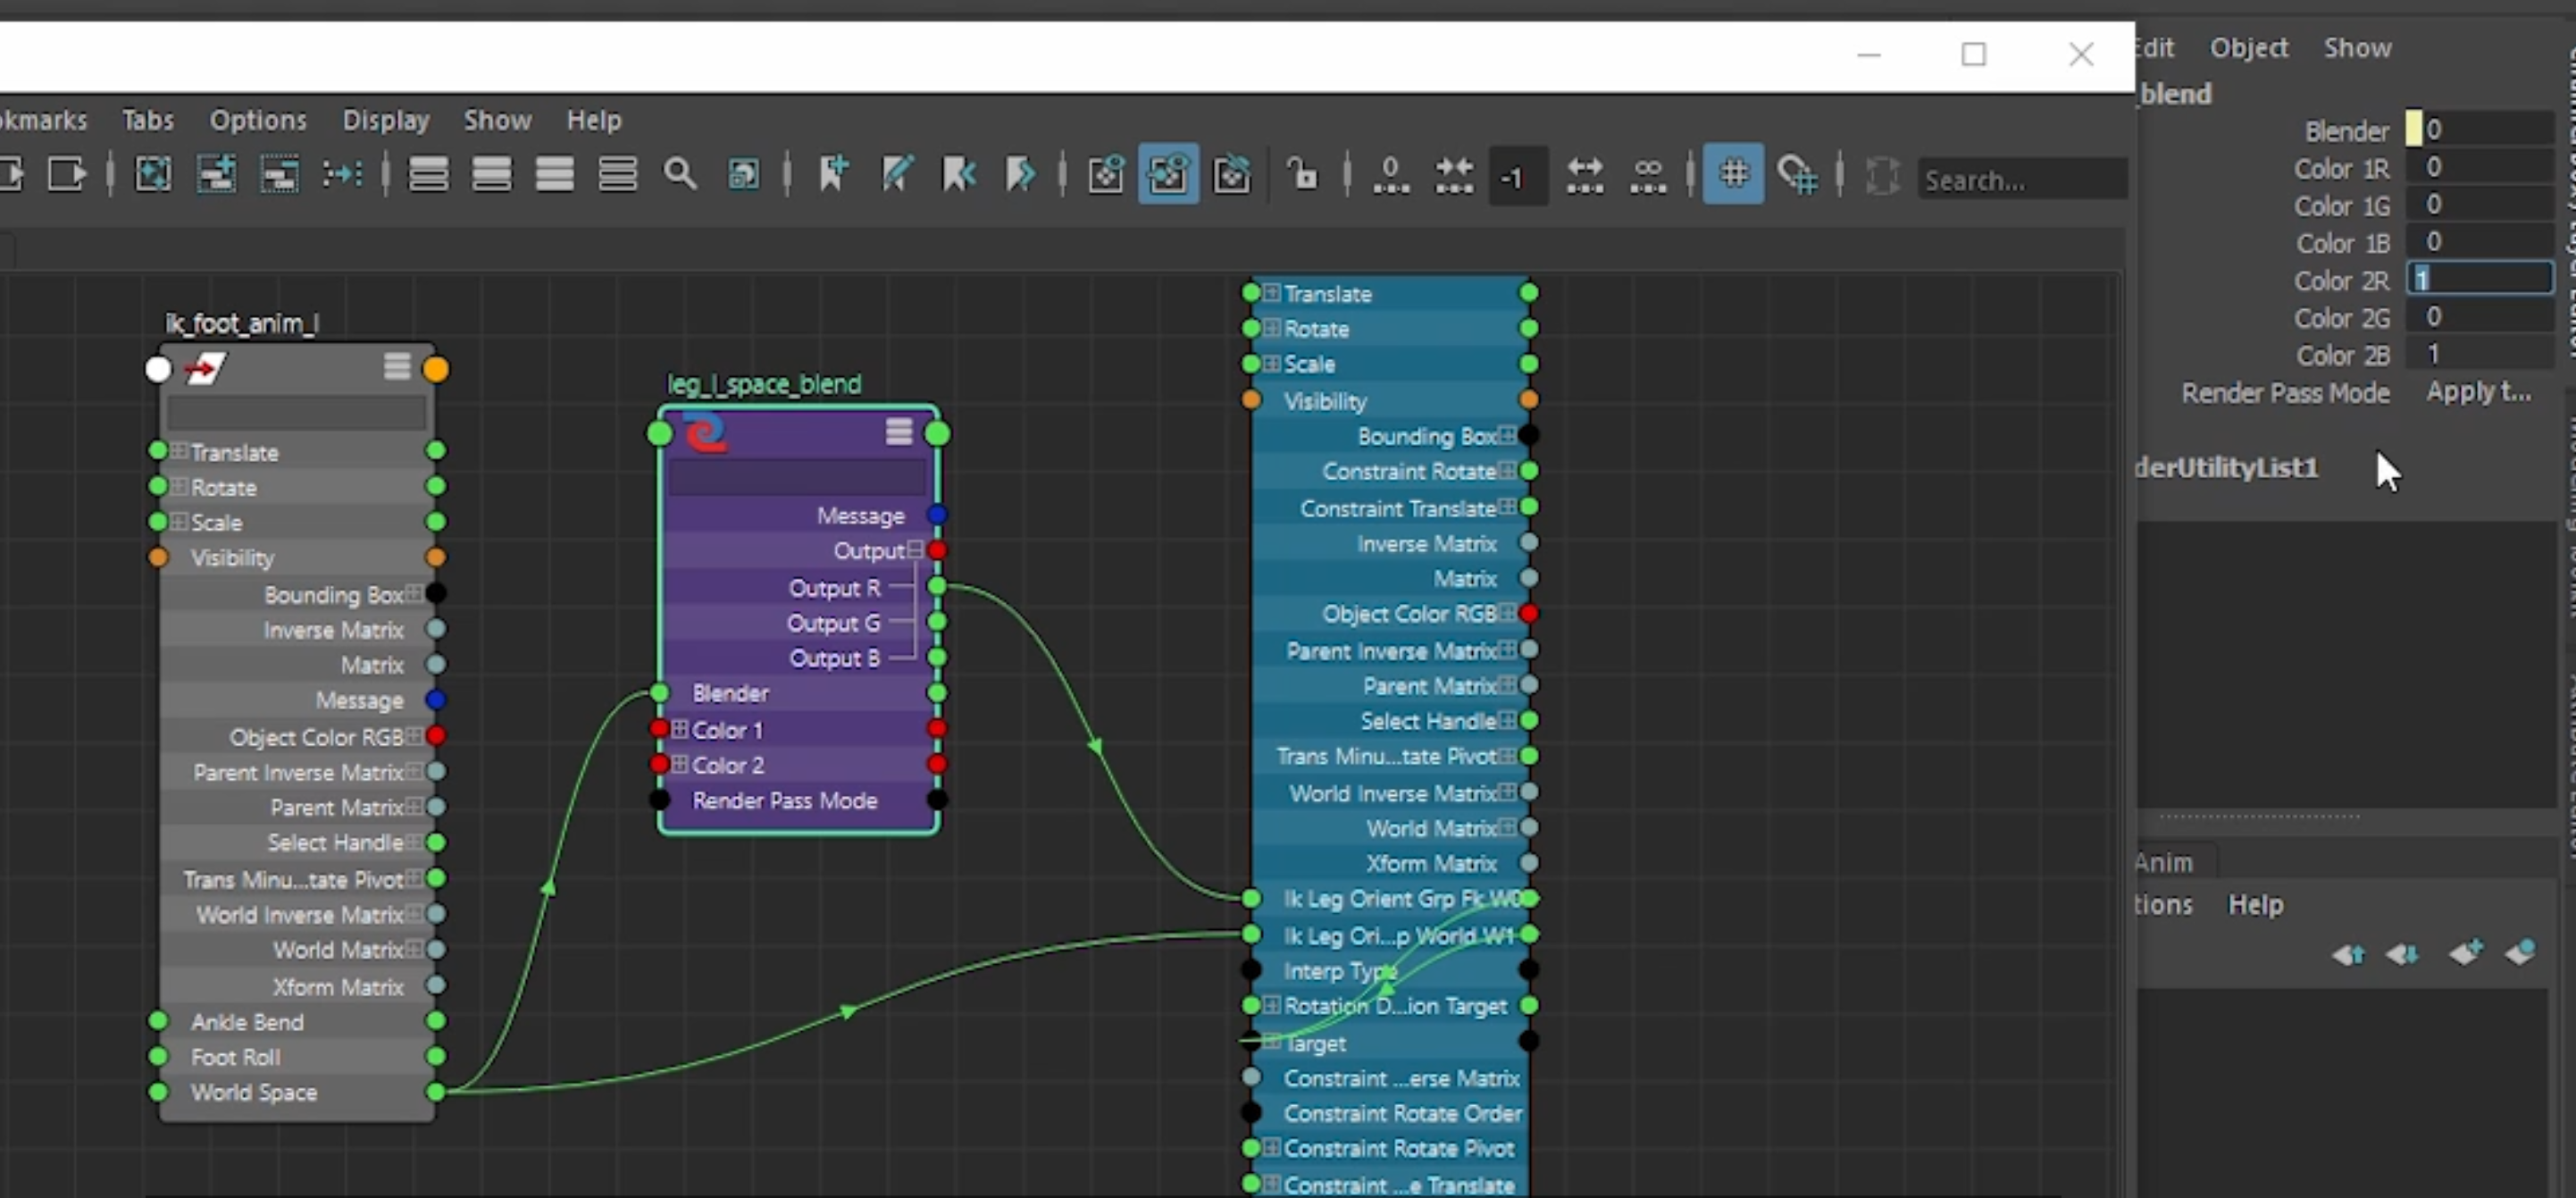 Edit Object Show
_blend
okmarks Tabs Options Display Show Help
Blender 0
Color 1R 0
Color 1G 0
Color 1B 0
Color 2R 1
Color 2G 0
Color 2B 1
Render Pass Mode Apply t...
derUtilityList1
0
-1
∞
Search...
ik_foot_anim_l
Translate
Rotate
Scale
Visibility
Bounding Box
Inverse Matrix
Matrix
Message
Object Color RGB
Parent Inverse Matrix
Parent Matrix
Select Handle
Trans Minu...tate Pivot
World Inverse Matrix
World Matrix
Xform Matrix
Ankle Bend
Foot Roll
World Space
leg_l_space_blend
Message
Output
Output R
Output G
Output B
Blender
Color 1
Color 2
Render Pass Mode
Translate
Rotate
Scale
Visibility
Bounding Box
Constraint Rotate
Constraint Translate
Inverse Matrix
Matrix
Object Color RGB
Parent Inverse Matrix
Parent Matrix
Select Handle
Trans Minu...tate Pivot
World Inverse Matrix
World Matrix
Xform Matrix
Ik Leg Orient Grp Fk W0
Ik Leg Ori...p World W1
Interp Type
Rotation D...ion Target
Target
Constraint ...erse Matrix
Constraint Rotate Order
Constraint Rotate Pivot
Constraint ...e Translate
Anim
tions Help